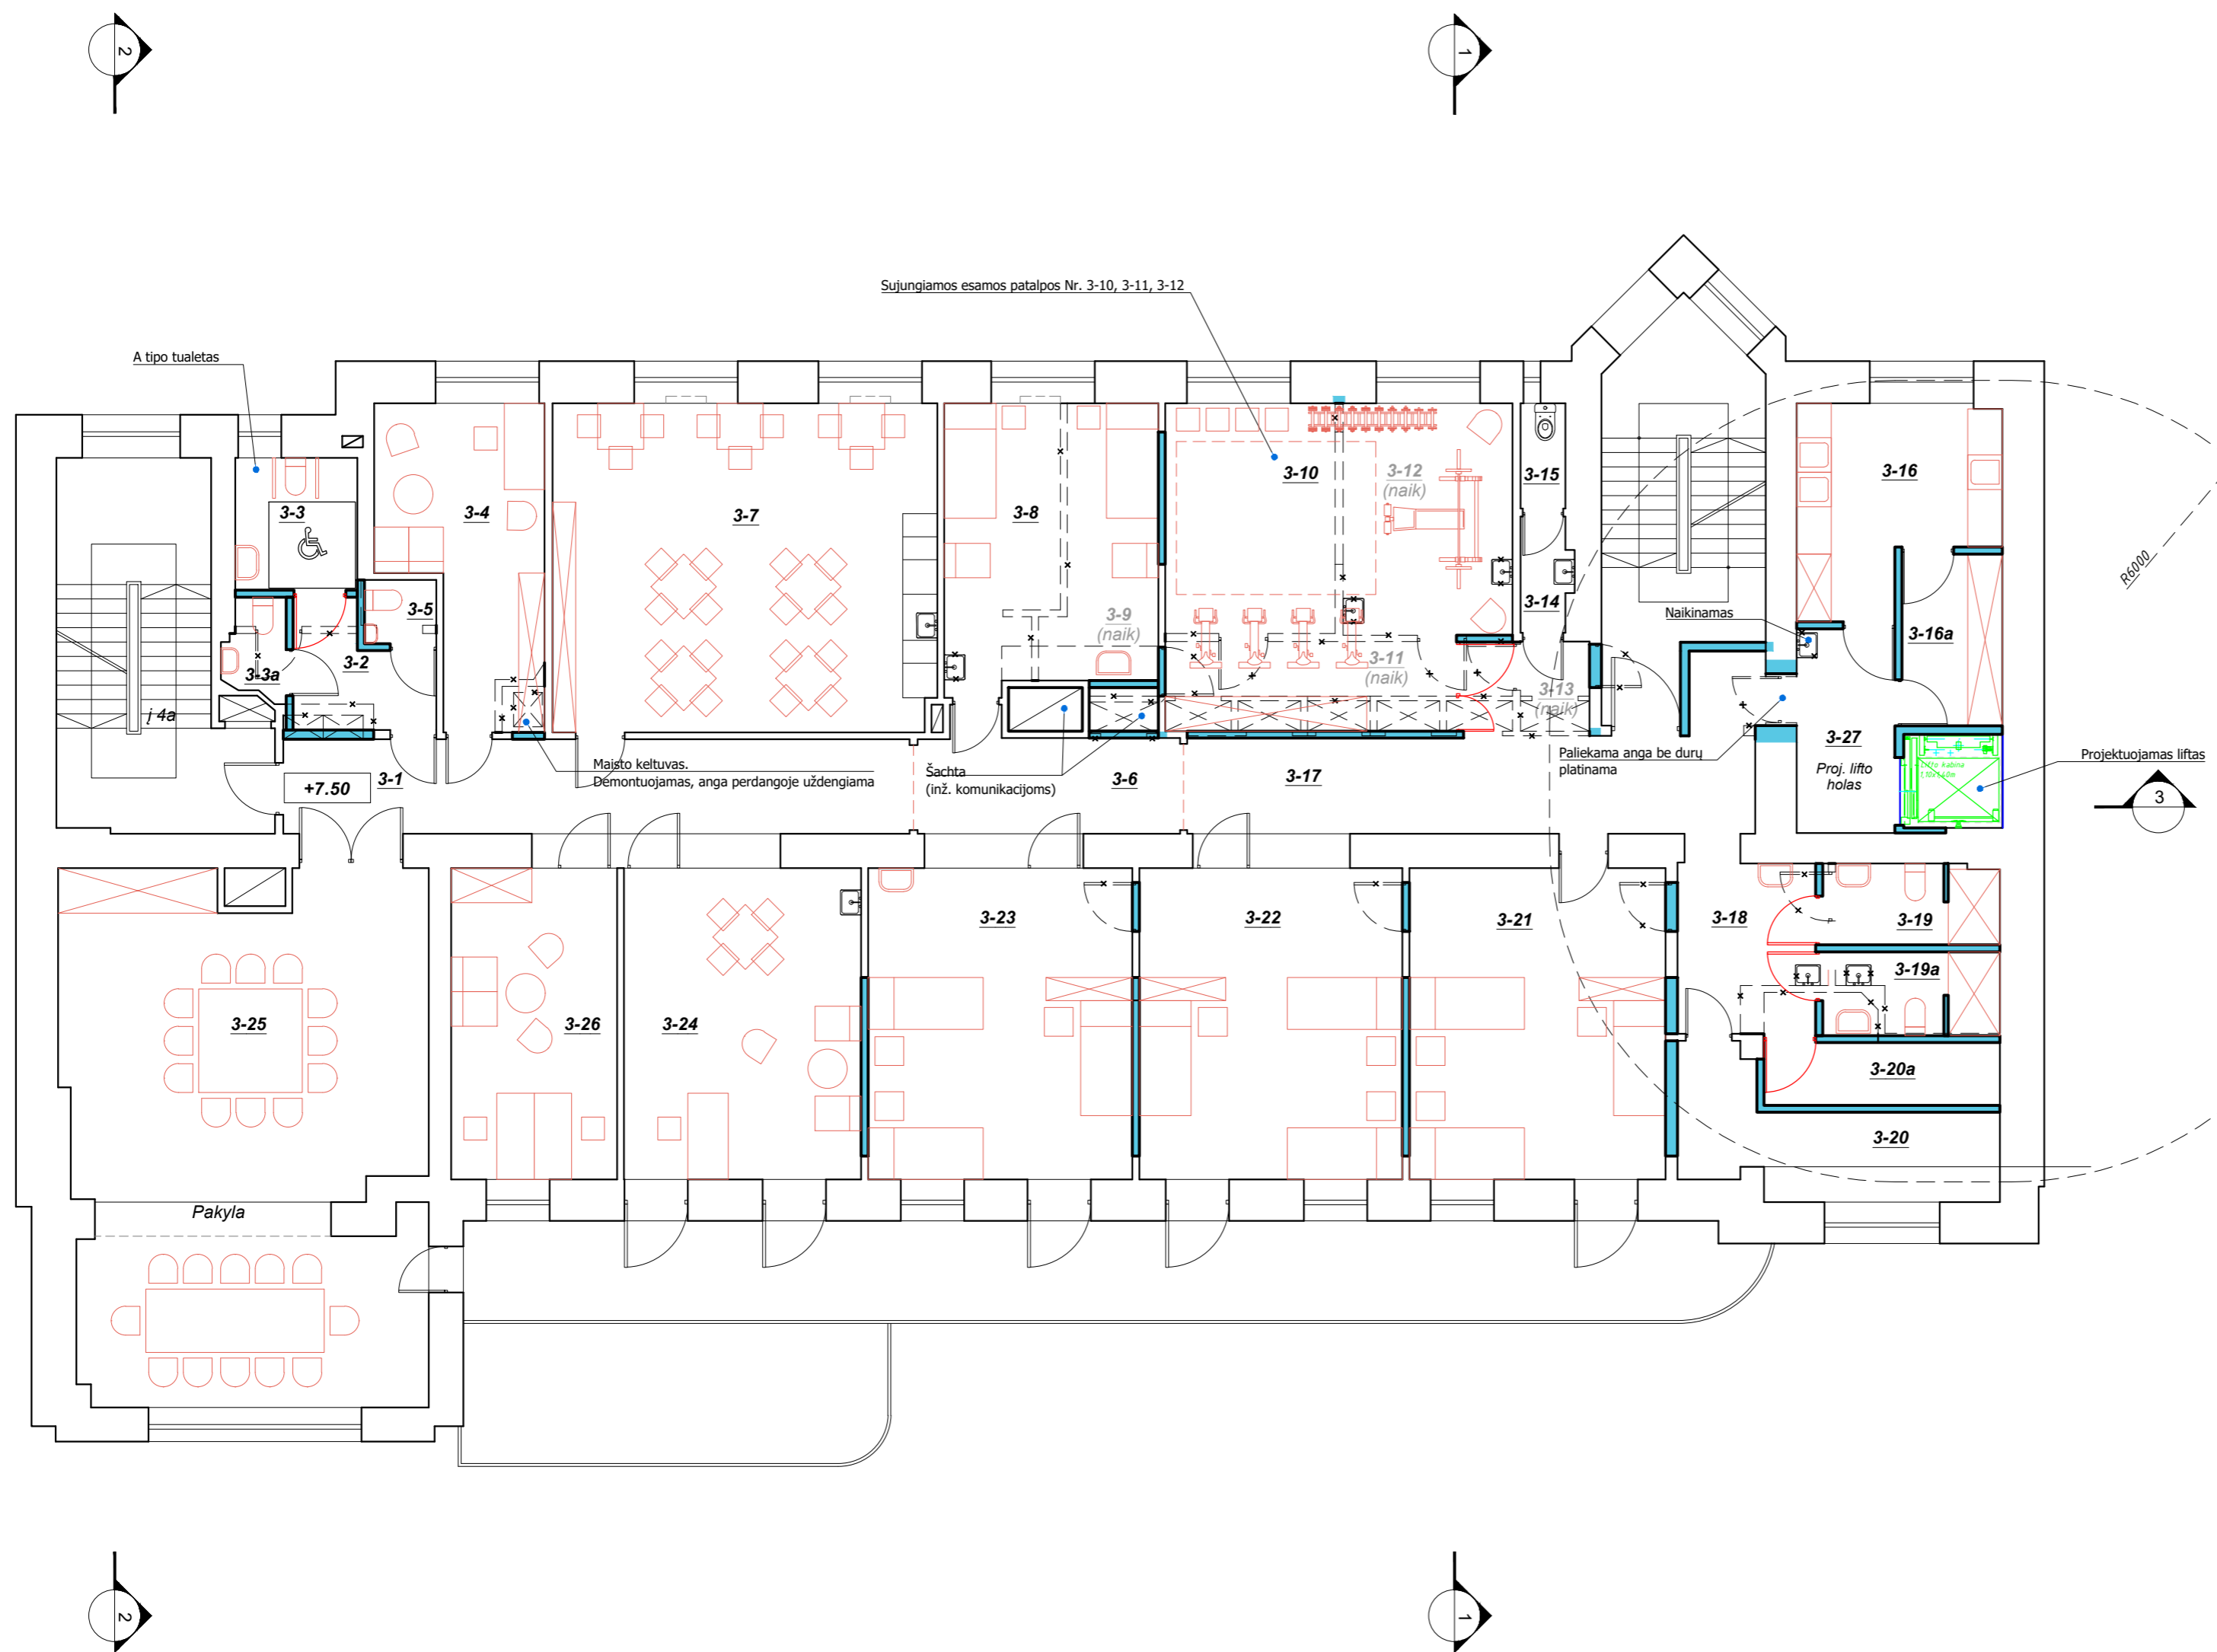 2
1
Sujungiamos esamos patalpos Nr. 3-10, 3-11, 3-12
A tipo tualetas
3-3
3-4
3-7
3-8
3-10
3-12
(naik)
3-15
3-16
R6000
3-5
3-9
(naik)
3-14
Naikinamas
3-2
3-3a
3-11
(naik)
3-16a
3-13
(naik)
į 4a
3-27
Proj. lifto
holas
Lifto kabina
1,10x1,40m
Projektuojamas liftas
Paliekama anga be durų
platinama
Maisto keltuvas.
Demontuojamas, anga perdangoje uždengiama
Šachta
(inž. komunikacijoms)
3-1
3-6
3-17
+7.50
3
3-23
3-22
3-21
3-18
3-19
3-19a
3-25
3-26
3-24
3-20a
3-20
Pakyla
2
1